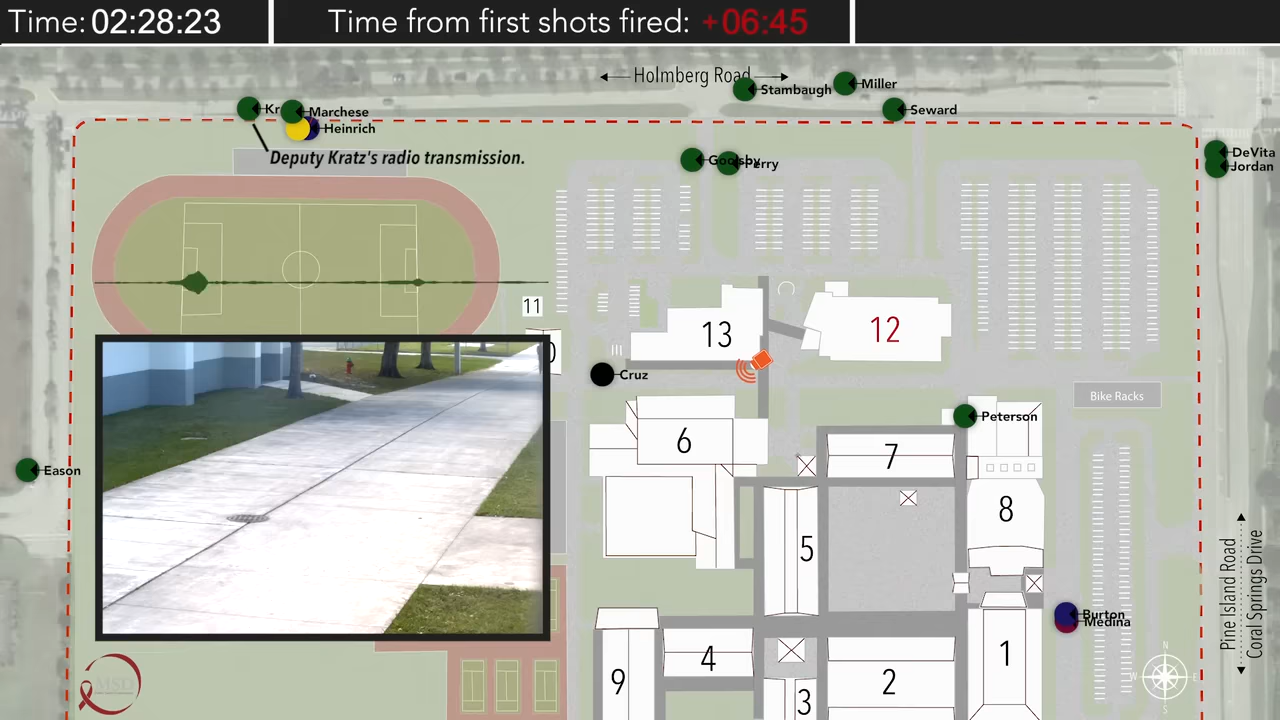 Time: 02:28:23
Time from first shots fired: +06:45
Holmberg Road
Stambaugh
Miller
Kr
Marchese
Seward
Heinrich
Deputy Kratz's radio transmission.
Perry
DeVita
Jordan
11
13
12
Cruz
Bike Racks
Peterson
6
7
Eason
8
5
Pine Island Road
Coral Springs Drive
Burton
Medina
4
1
9
2
3
N
W
E
S
MSD